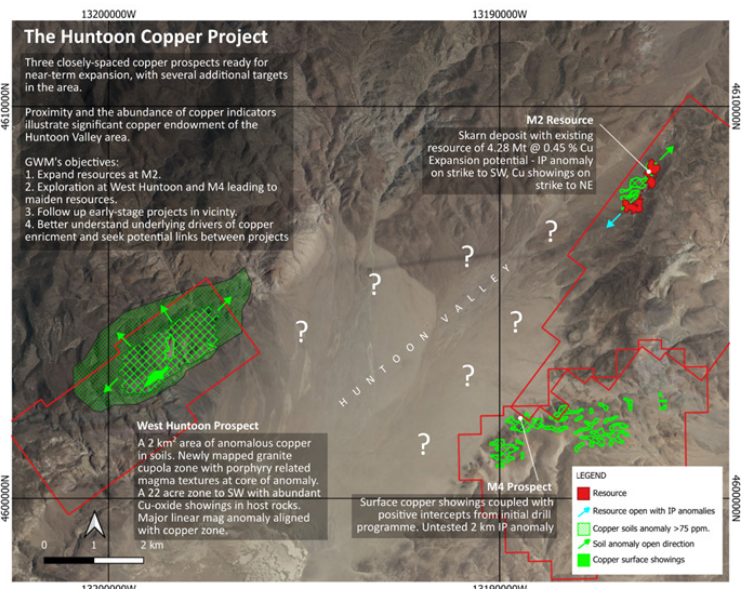 13200000W
13190000W
The Huntoon Copper Project
Three closely-spaced copper prospects ready for
near-term expansion, with several additional targets
in the area.
Proximity and the abundance of copper indicators
illustrate significant copper endowment of the
Huntoon Valley area.
GWM's objectives:
1. Expand resources at M2.
2. Exploration at West Huntoon and M4 leading to
maiden resources.
3. Follow up early-stage projects in vicinity.
4. Better understand underlying drivers of copper
enricment and seek potential links between projects
4610000N
4610000N
M2 Resource
Skarn deposit with existing
resource of 4.28 Mt @ 0.45 % Cu
Expansion potential - IP anomaly
on strike to SW, Cu showings on
strike to NE
?
?
?
?
?
?
?
HUNTOON VALLEY
West Huntoon Prospect
A 2 km² area of anomalous copper
in soils. Newly mapped granite
cupola zone with porphyry related
magma textures at core of anomaly.
A 22 acre zone to SW with abundant
Cu-oxide showings in host rocks.
Major linear mag anomaly aligned
with copper zone.
M4 Prospect
Surface copper showings coupled with
positive intercepts from initial drill
programme. Untested 2 km IP anomaly
LEGEND
Resource
Resource open with IP anomalies
Copper soils anomaly >75 ppm.
Soil anomaly open direction
Copper surface showings
4600000N
4600000N
0 1 2 km
13200000W
13190000W